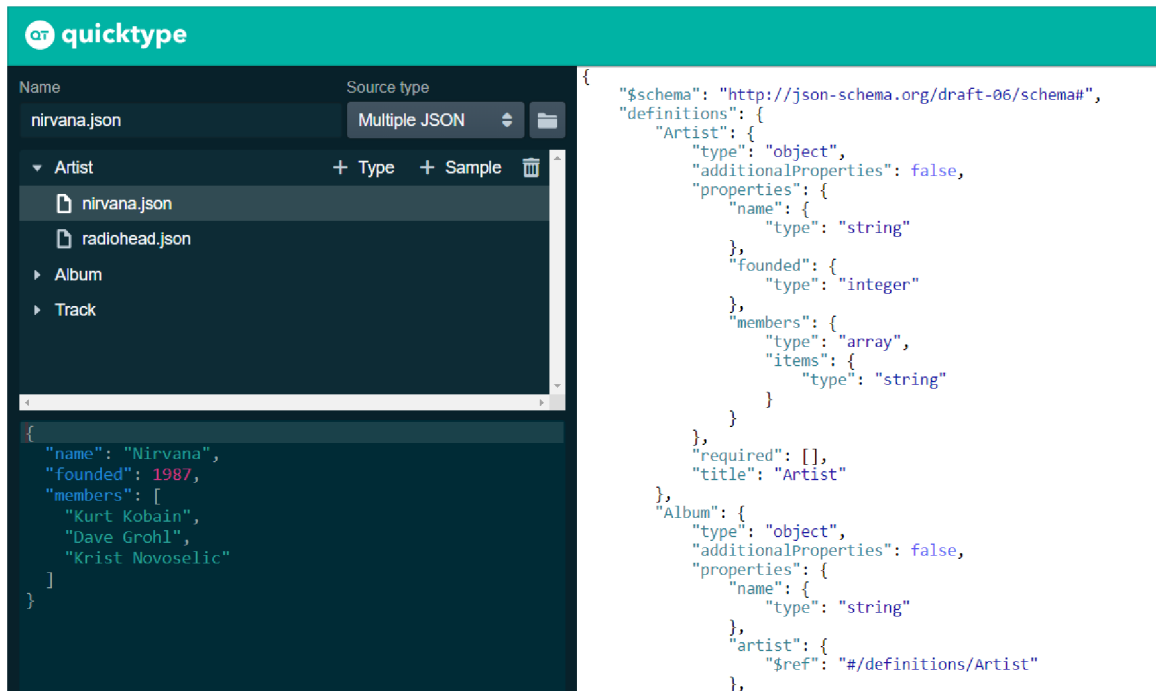 QT quicktype
Name
Source type
nirvana.json
Multiple JSON
Artist
+ Type
+ Sample
nirvana.json
radiohead.json
Album
Track
{
"name": "Nirvana",
"founded": 1987,
"members": [
"Kurt Kobain",
"Dave Grohl",
"Krist Novoselic"
]
}
{
"$schema": "http://json-schema.org/draft-06/schema#",
"definitions": {
"Artist": {
"type": "object",
"additionalProperties": false,
"properties": {
"name": {
"type": "string"
},
"founded": {
"type": "integer"
},
"members": {
"type": "array",
"items": {
"type": "string"
}
}
},
"required": [],
"title": "Artist"
},
"Album": {
"type": "object",
"additionalProperties": false,
"properties": {
"name": {
"type": "string"
},
"artist": {
"$ref": "#/definitions/Artist"
},